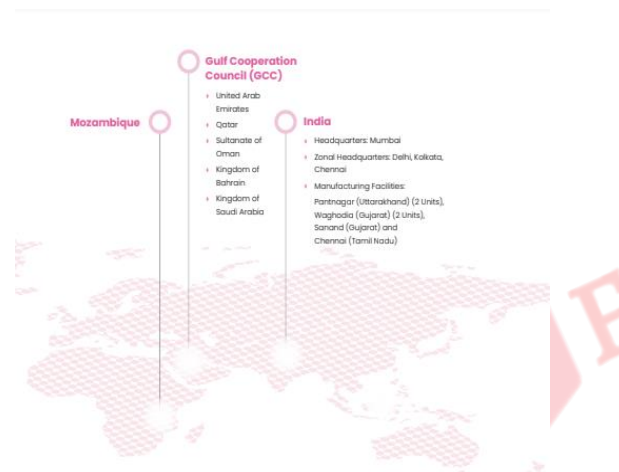 Gulf Cooperation
Council (GCC)
United Arab
Emirates
Qatar
Sultanate of
Oman
Kingdom of
Bahrain
Kingdom of
Saudi Arabia
Mozambique
India
Headquarters: Mumbai
Zonal Headquarters: Delhi, Kolkata,
Chennai
Manufacturing Facilities:
Pantnagar (Uttarakhand) (2 Units),
Waghodia (Gujarat) (2 Units),
Sanand (Gujarat) and
Chennai (Tamil Nadu)